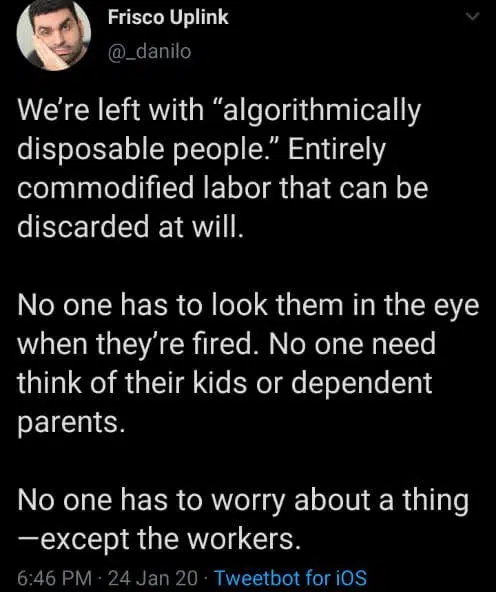 Frisco Uplink
@_danilo
We’re left with “algorithmically
disposable people.” Entirely
commodified labor that can be
discarded at will.
No one has to look them in the eye
when they’re fired. No one need
think of their kids or dependent
parents.
No one has to worry about a thing
—except the workers.
6:46 PM · 24 Jan 20 · Tweetbot for iOS